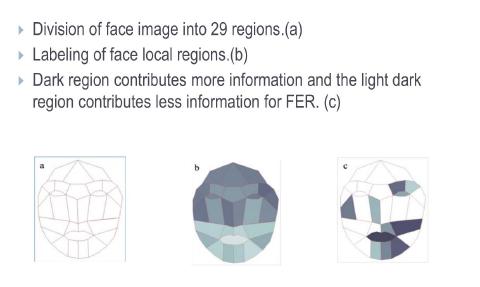 Division of face image into 29 regions.(a)
Labeling of face local regions.(b)
Dark region contributes more information and the light dark
region contributes less information for FER. (c)
a
b
c